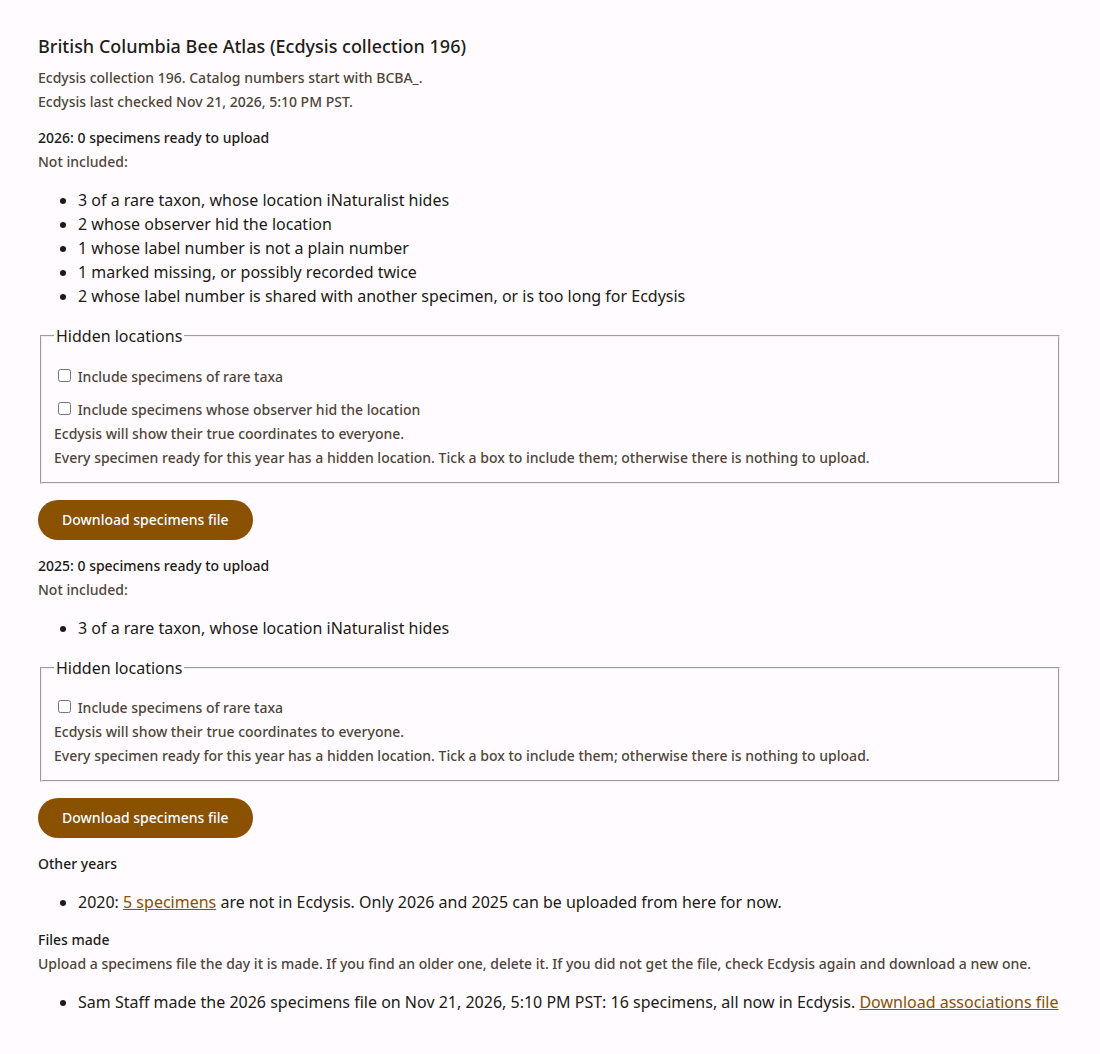 British Columbia Bee Atlas (Ecdysis collection 196)
Ecdysis collection 196. Catalog numbers start with BCBA_.
Ecdysis last checked Nov 21, 2026, 5:10 PM PST.
2026: 0 specimens ready to upload
Not included:
3 of a rare taxon, whose location iNaturalist hides
2 whose observer hid the location
1 whose label number is not a plain number
1 marked missing, or possibly recorded twice
2 whose label number is shared with another specimen, or is too long for Ecdysis
Hidden locations
Include specimens of rare taxa
Include specimens whose observer hid the location
Ecdysis will show their true coordinates to everyone.
Every specimen ready for this year has a hidden location. Tick a box to include them; otherwise there is nothing to upload.
Download specimens file
2025: 0 specimens ready to upload
Not included:
3 of a rare taxon, whose location iNaturalist hides
Hidden locations
Include specimens of rare taxa
Ecdysis will show their true coordinates to everyone.
Every specimen ready for this year has a hidden location. Tick a box to include them; otherwise there is nothing to upload.
Download specimens file
Other years
2020: 5 specimens are not in Ecdysis. Only 2026 and 2025 can be uploaded from here for now.
Files made
Upload a specimens file the day it is made. If you find an older one, delete it. If you did not get the file, check Ecdysis again and download a new one.
Sam Staff made the 2026 specimens file on Nov 21, 2026, 5:10 PM PST: 16 specimens, all now in Ecdysis. Download associations file